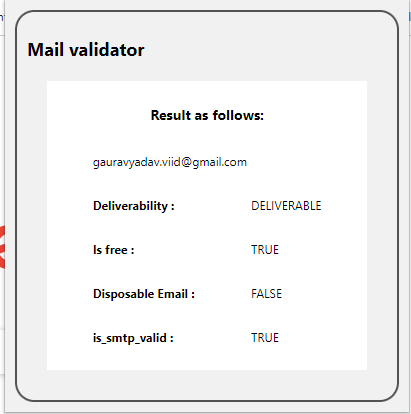 Mail validator
Result as follows:
gauravyadav.viid@gmail.com
Deliverability : DELIVERABLE
Is free : TRUE
Disposable Email : FALSE
is_smtp_valid : TRUE